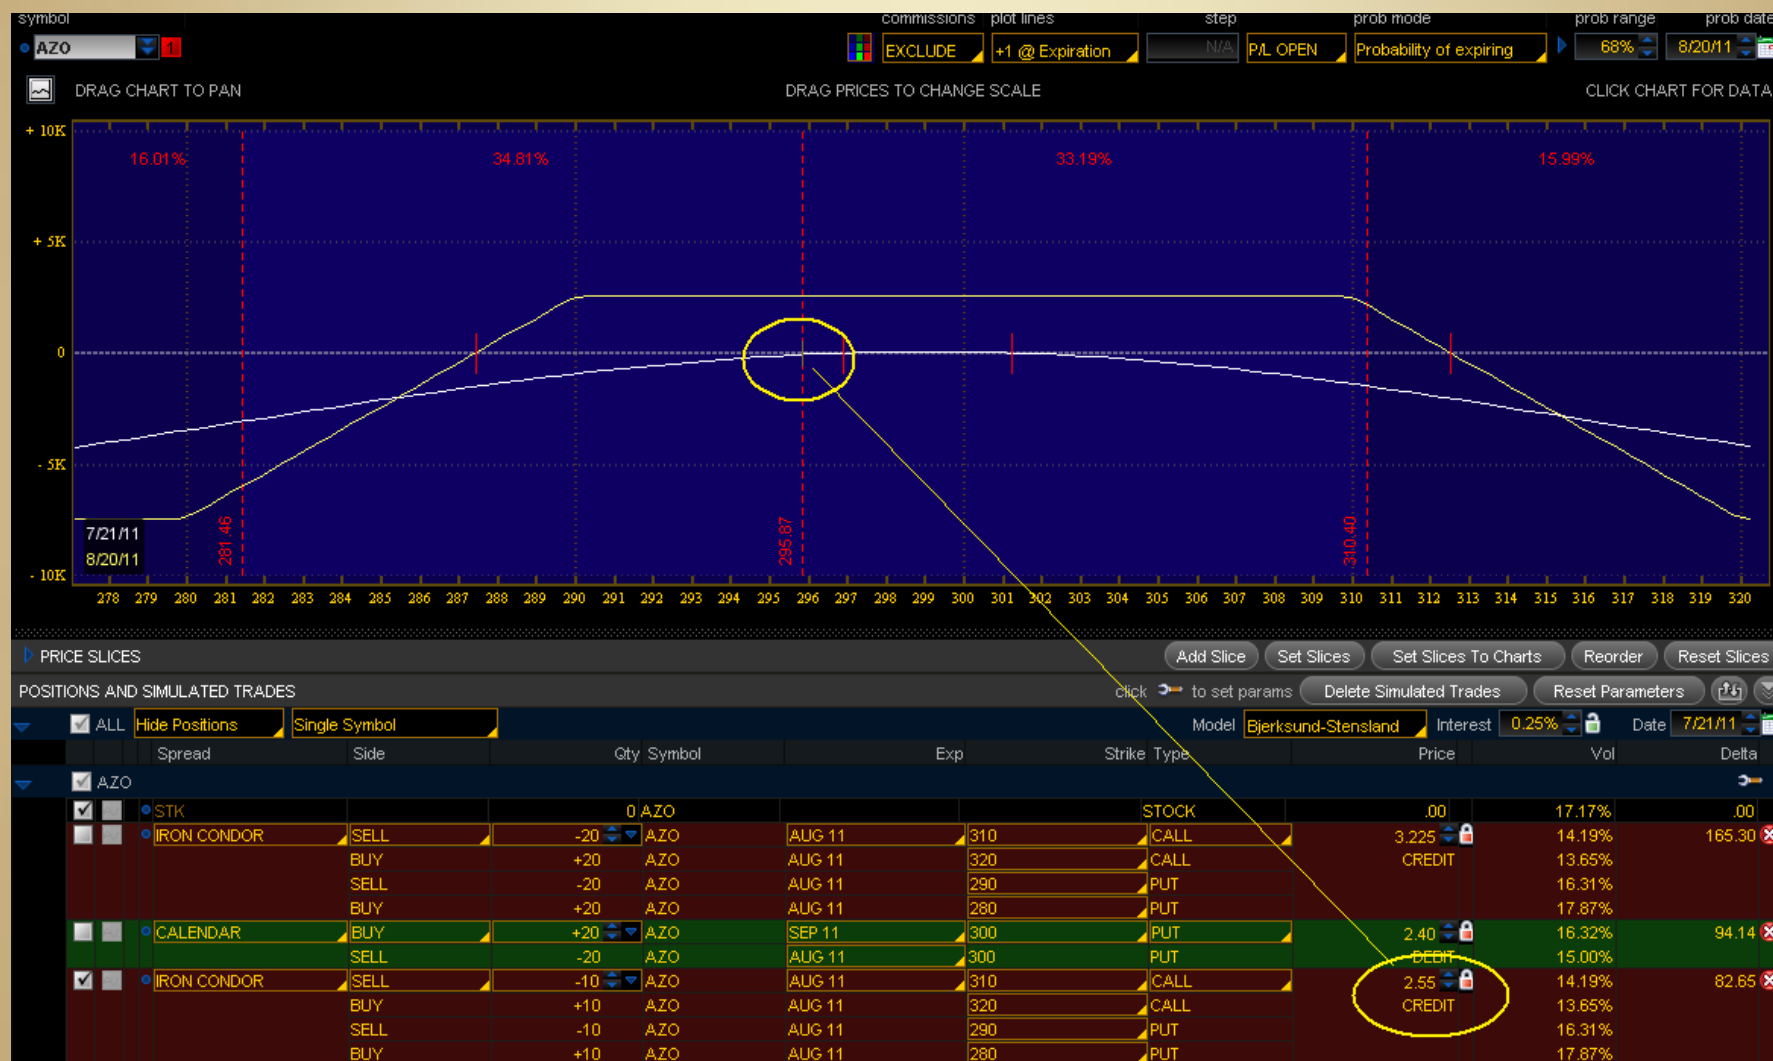 symbol commissions plot lines step prob mode prob range prob date
AZO 1 EXCLUDE +1 @ Expiration N/A P/L OPEN Probability of expiring 68% 8/20/11
DRAG CHART TO PAN DRAG PRICES TO CHANGE SCALE CLICK CHART FOR DATA
+ 10K
16.01% 34.81% 33.19% 15.99%
+ 5K
0
- 5K
281.46 295.87 310.40
7/21/11
8/20/11
- 10K
278 279 280 281 282 283 284 285 286 287 288 289 290 291 292 293 294 295 296 297 298 299 300 301 302 303 304 305 306 307 308 309 310 311 312 313 314 315 316 317 318 319 320
PRICE SLICES Add Slice Set Slices Set Slices To Charts Reorder Reset Slices
POSITIONS AND SIMULATED TRADES click to set params Delete Simulated Trades Reset Parameters
ALL Hide Positions Single Symbol Model Bjerksund-Stensland Interest 0.25% Date 7/21/11
Spread Side Qty Symbol Exp Strike Type Price Vol Delta
AZO
STK 0 AZO STOCK .00 17.17% .00
IRON CONDOR SELL -20 AZO AUG 11 310 CALL 3.225 14.19% 165.30
BUY +20 AZO AUG 11 320 CALL CREDIT 13.65%
SELL -20 AZO AUG 11 290 PUT 16.31%
BUY +20 AZO AUG 11 280 PUT 17.87%
CALENDAR BUY +20 AZO SEP 11 300 PUT 2.40 16.32% 94.14
SELL -20 AZO AUG 11 300 PUT DEBIT 15.00%
IRON CONDOR SELL -10 AZO AUG 11 310 CALL 2.55 14.19% 82.65
BUY +10 AZO AUG 11 320 CALL CREDIT 13.65%
SELL -10 AZO AUG 11 290 PUT 16.31%
BUY +10 AZO AUG 11 280 PUT 17.87%